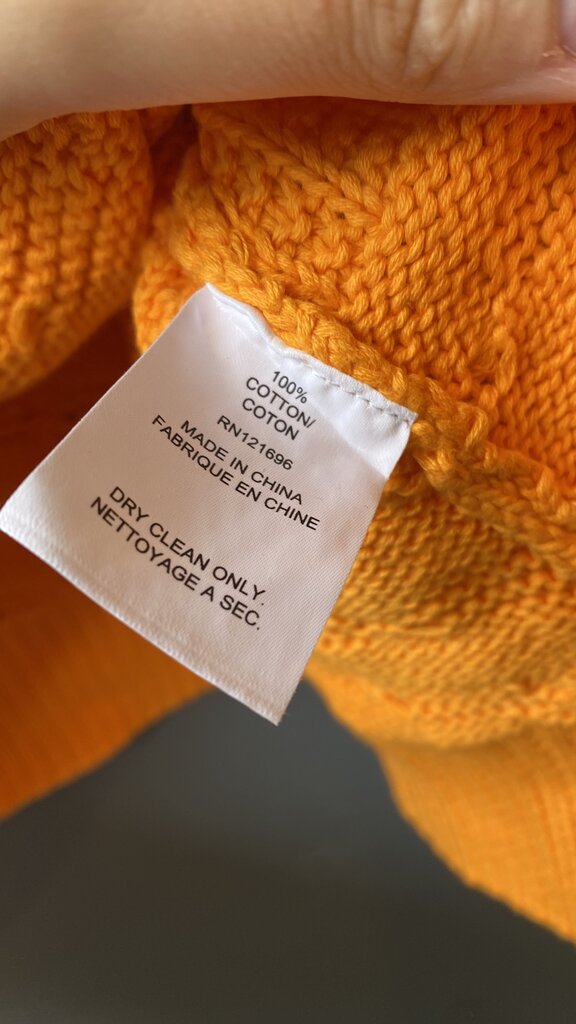 100%
COTTON/
COTON
RN121696
MADE IN CHINA
FABRIQUE EN CHINE
DRY CLEAN ONLY.
NETTOYAGE A SEC.